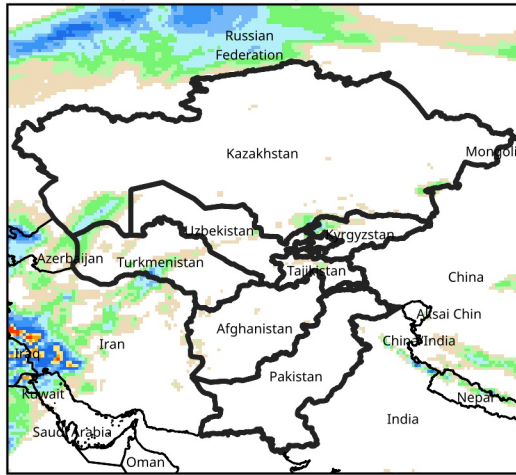 Russian
Federation
Kazakhstan
Mongoli
Uzbekistan
Kyrgyzstan
Azerbaijan
Turkmenistan
Tajikistan
China
Aksai Chin
Afghanistan
China/India
Iran
Iraq
Pakistan
Kuwait
Nepal
India
Saudi Arabia
Oman